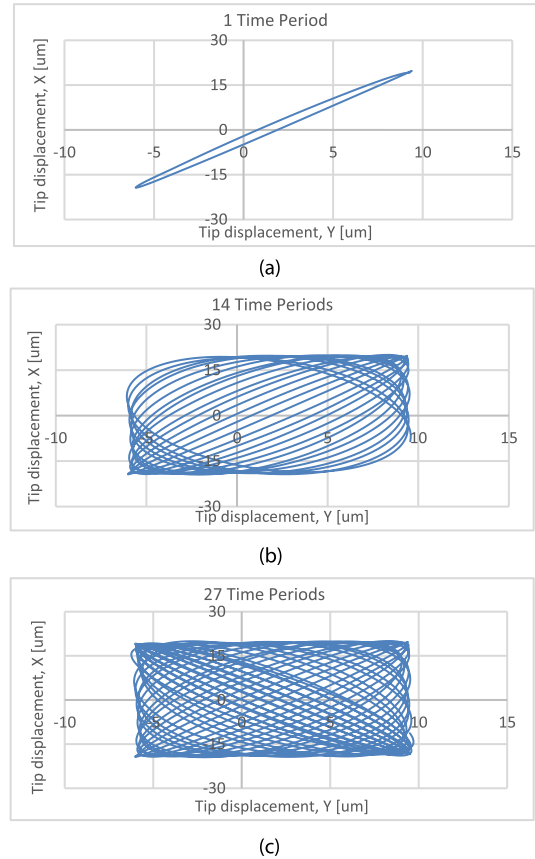 1 Time Period
Tip displacement, X [um]
30
15
0
-15
-30
-10 -5 0 5 10 15
Tip displacement, Y [um]
(a)
14 Time Periods
Tip displacement, X [um]
30
15
0
-15
-30
-10 -5 0 5 10 15
Tip displacement, Y [um]
(b)
27 Time Periods
Tip displacement, X [um]
30
15
0
-15
-30
-10 -5 0 5 10 15
Tip displacement, Y [um]
(c)